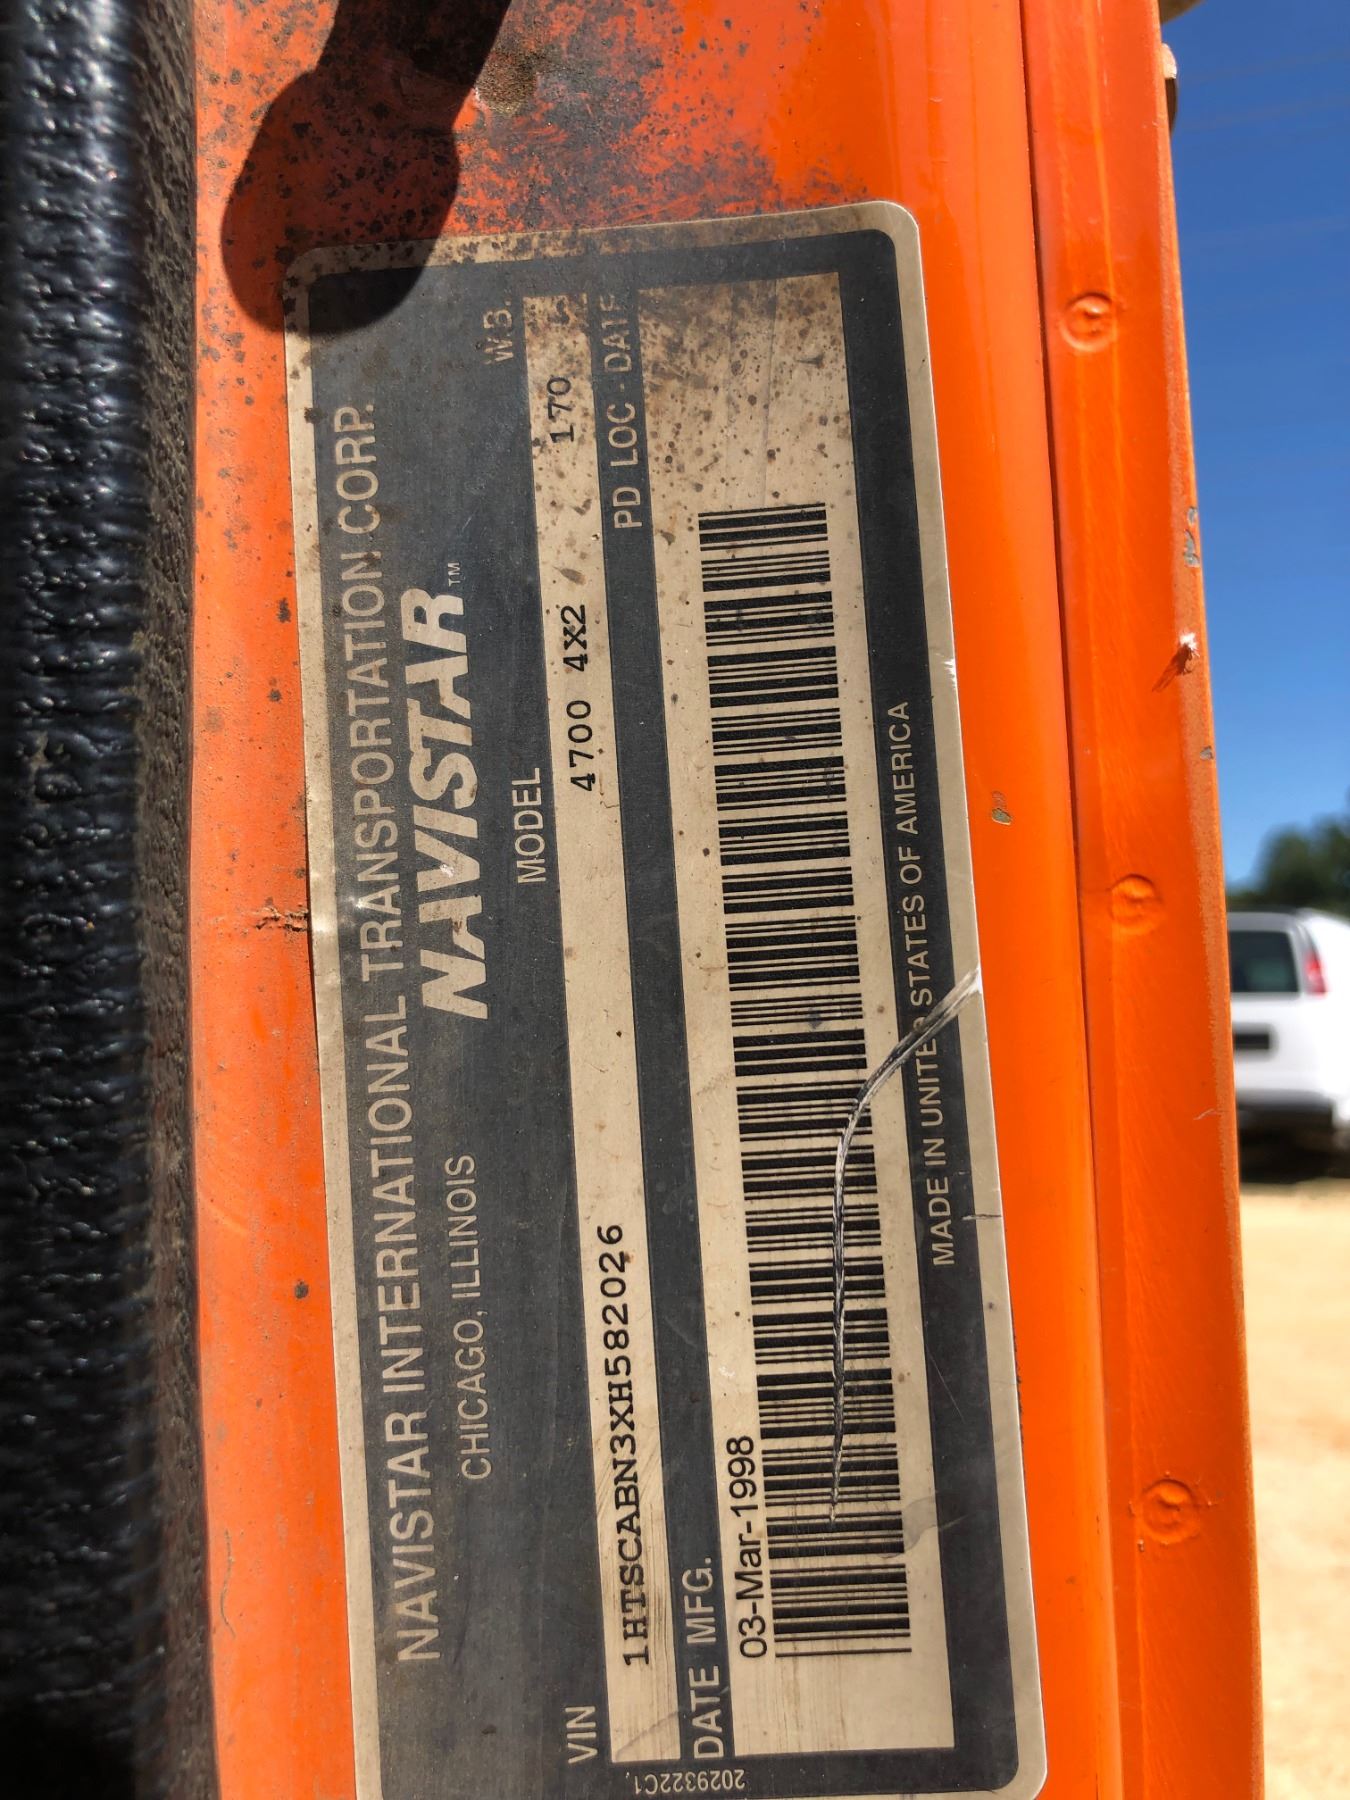 NAVISTAR INTERNATIONAL TRANSPORTATION CORP.
CHICAGO, ILLINOIS NAVISTAR™
VIN MODEL W.B.
1HTSCABN3XH582026 4700 4X2 170
DATE MFG. PD LOC - DATE
03-Mar-1998
MADE IN UNITED STATES OF AMERICA
2029322C1.